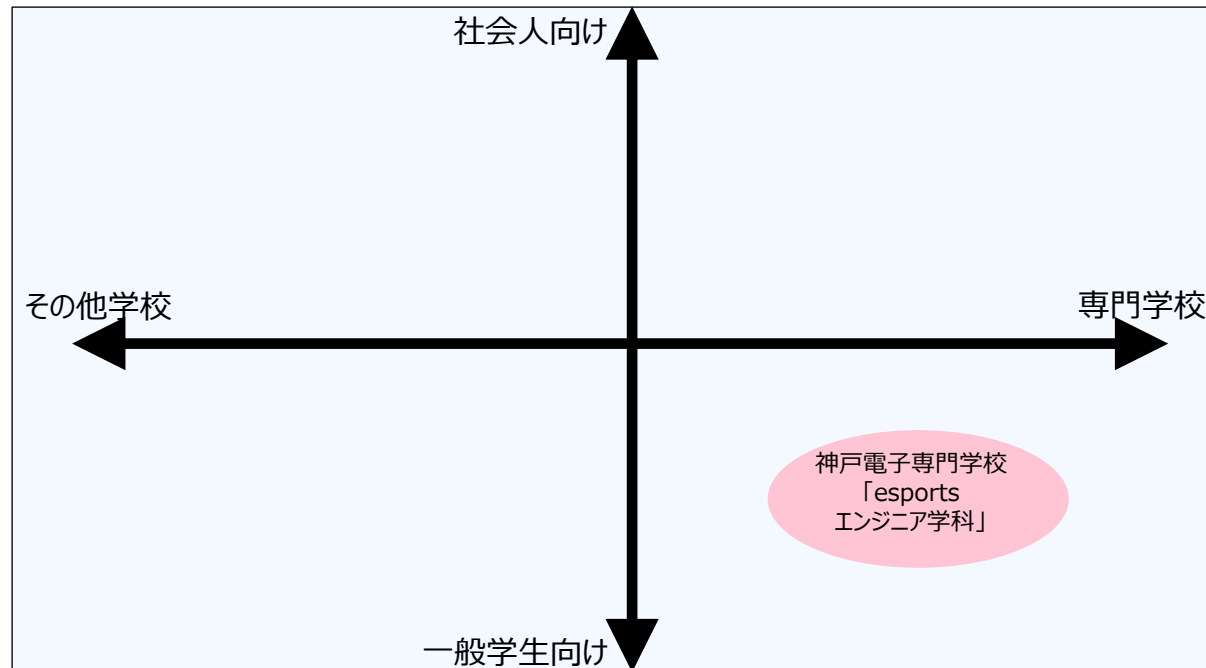 社会人向け
その他学校
専門学校
神戸電子専門学校
「esports
エンジニア学科」
一般学生向け